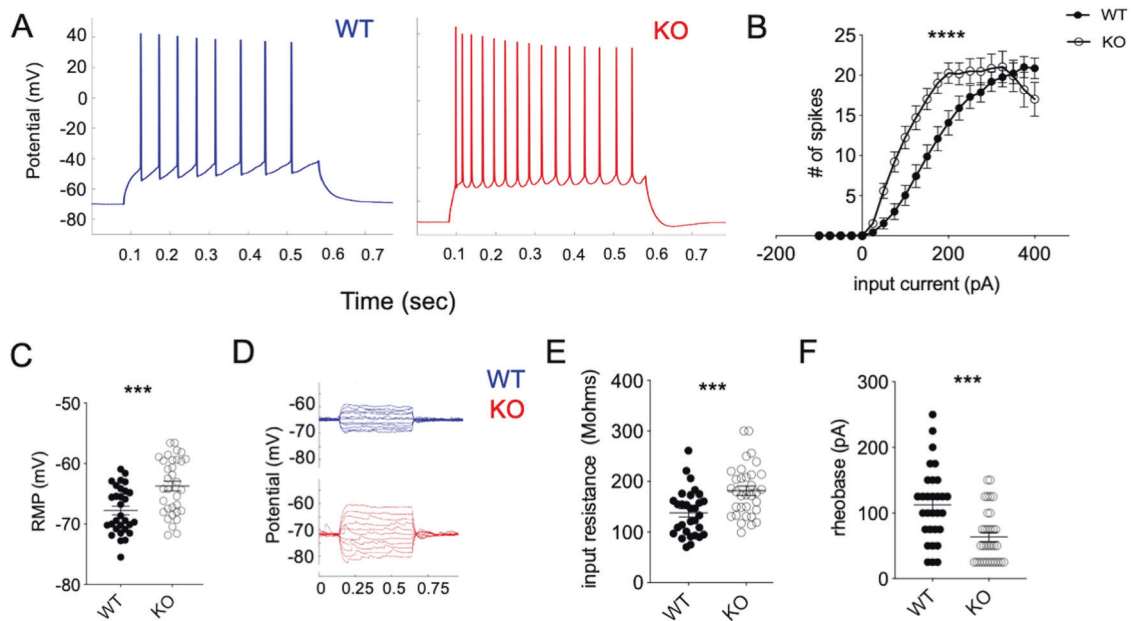 A
WT
KO
Potential (mV)
40
20
0
-20
-40
-60
-80
0.1 0.2 0.3 0.4 0.5 0.6 0.7
0.1 0.2 0.3 0.4 0.5 0.6 0.7
Time (sec)
B
WT
KO
****
# of spikes
25
20
15
10
5
-200 0 200 400
input current (pA)
C
***
RMP (mV)
-50
-60
-70
-80
WT KO
D
WT
KO
Potential (mV)
-60
-70
-80
-60
-70
-80
0 0.25 0.5 0.75
E
***
input resistance (Mohms)
400
300
200
100
0
WT KO
F
***
rheobase (pA)
300
200
100
0
WT KO